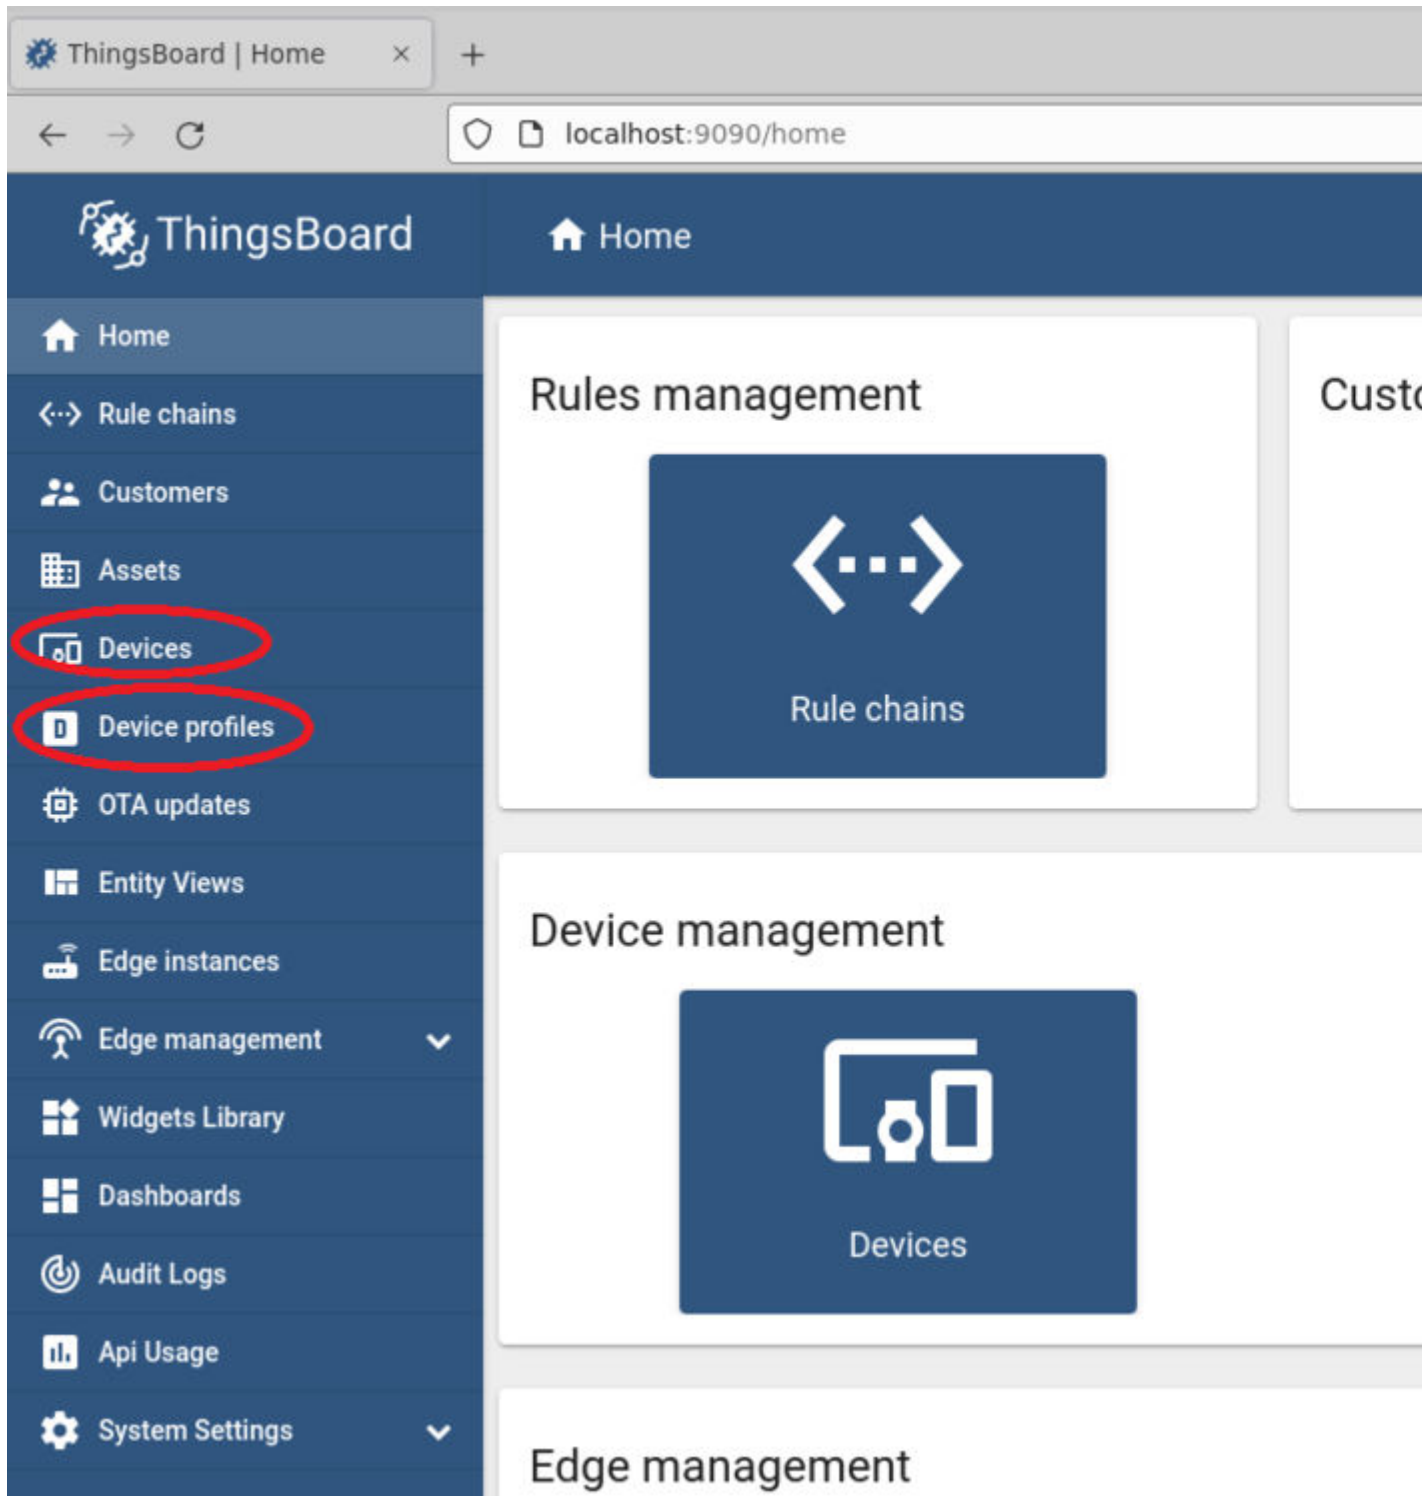 ThingsBoard | Home
localhost:9090/home
ThingsBoard
Home
Home
Rule chains
Customers
Assets
Devices
Device profiles
OTA updates
Entity Views
Edge instances
Edge management
Widgets Library
Dashboards
Audit Logs
Api Usage
System Settings
Rules management
Rule chains
Custo
Device management
Devices
Edge management